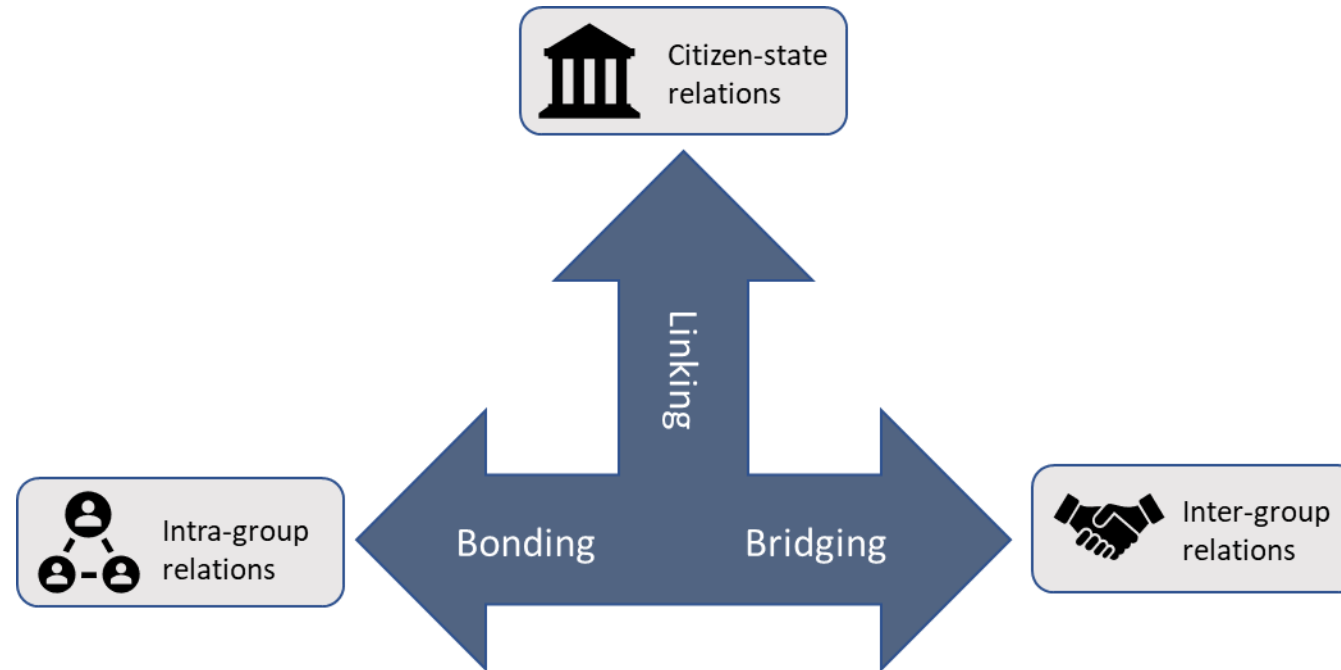 Citizen-state
relations
Linking
Intra-group
relations
Bonding
Bridging
Inter-group
relations